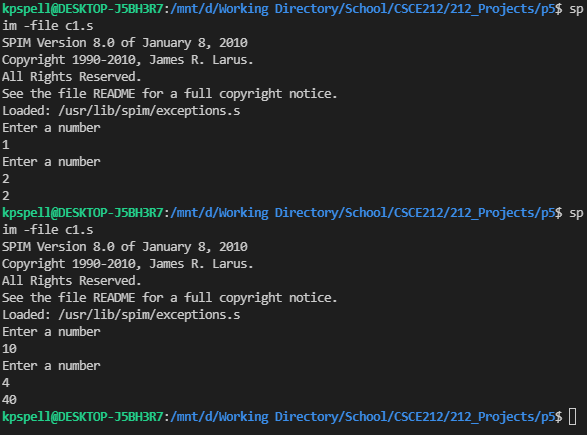 kpspell@DESKTOP-J5BH3R7:/mnt/d/Working Directory/School/CSCE212/212_Projects/p5$ sp
im -file c1.s
SPIM Version 8.0 of January 8, 2010
Copyright 1990-2010, James R. Larus.
All Rights Reserved.
See the file README for a full copyright notice.
Loaded: /usr/lib/spim/exceptions.s
Enter a number
1
Enter a number
2
2
kpspell@DESKTOP-J5BH3R7:/mnt/d/Working Directory/School/CSCE212/212_Projects/p5$ sp
im -file c1.s
SPIM Version 8.0 of January 8, 2010
Copyright 1990-2010, James R. Larus.
All Rights Reserved.
See the file README for a full copyright notice.
Loaded: /usr/lib/spim/exceptions.s
Enter a number
10
Enter a number
4
40
kpspell@DESKTOP-J5BH3R7:/mnt/d/Working Directory/School/CSCE212/212_Projects/p5$